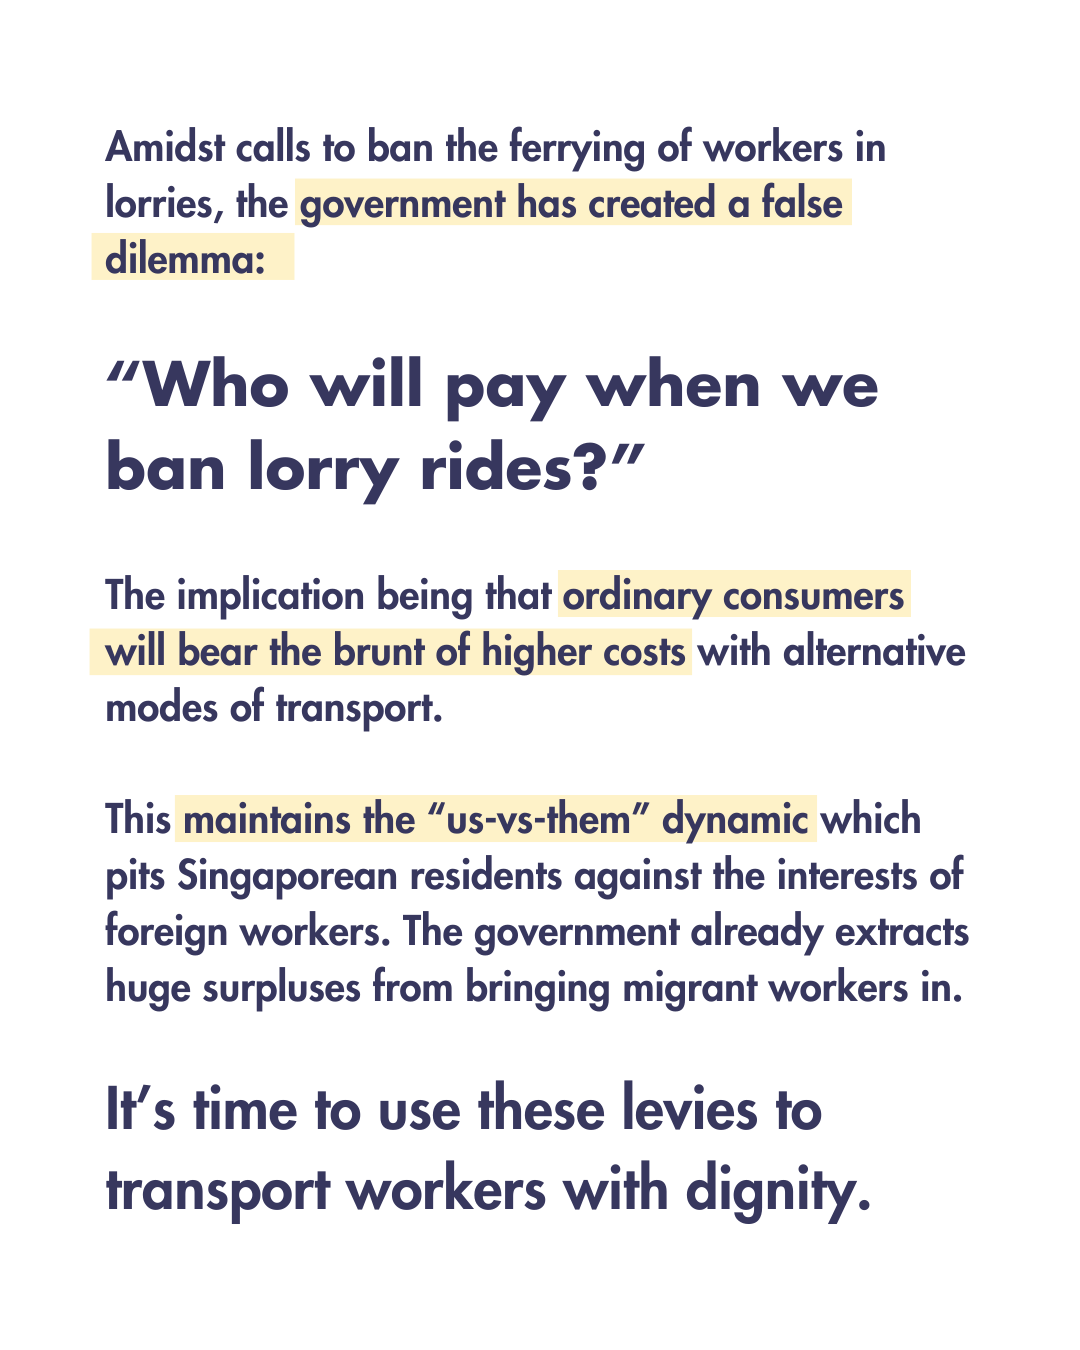 Amidst calls to ban the ferrying of workers in
lorries, the government has created a false
dilemma:
“Who will pay when we
ban lorry rides?”
The implication being that ordinary consumers
will bear the brunt of higher costs with alternative
modes of transport.
This maintains the “us-vs-them” dynamic which
pits Singaporean residents against the interests of
foreign workers. The government already extracts
huge surpluses from bringing migrant workers in.
It’s time to use these levies to
transport workers with dignity.